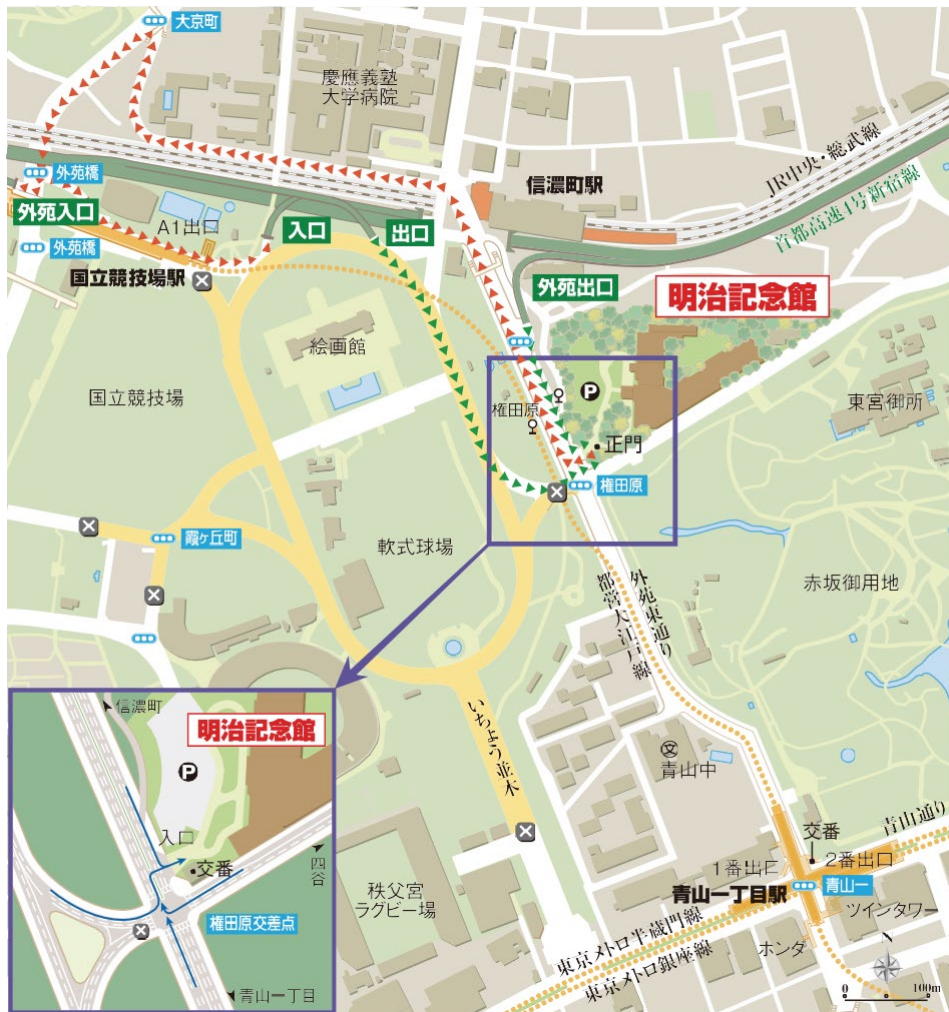 大京町
慶應義塾
大学病院
外苑橋
信濃町駅
JR中央・総武線
首都高速4号新宿線
外苑入口
A1出口
入口
出口
外苑橋
国立競技場駅
外苑出口
明治記念館
絵画館
国立競技場
権田原
P
東宮御所
正門
権田原
霞ヶ丘町
軟式球場
赤坂御用地
外苑東通り
都営大江戸線
信濃町
明治記念館
P
いちょう並木
文
青山中
入口
交番
四谷
交番
青山通り
1番出口
2番出口
秩父宮
ラグビー場
青山一丁目駅
青山一
権田原交差点
ツインタワー
東京メトロ半蔵門線
ホンダ
東京メトロ銀座線
N
青山一丁目
0 100m